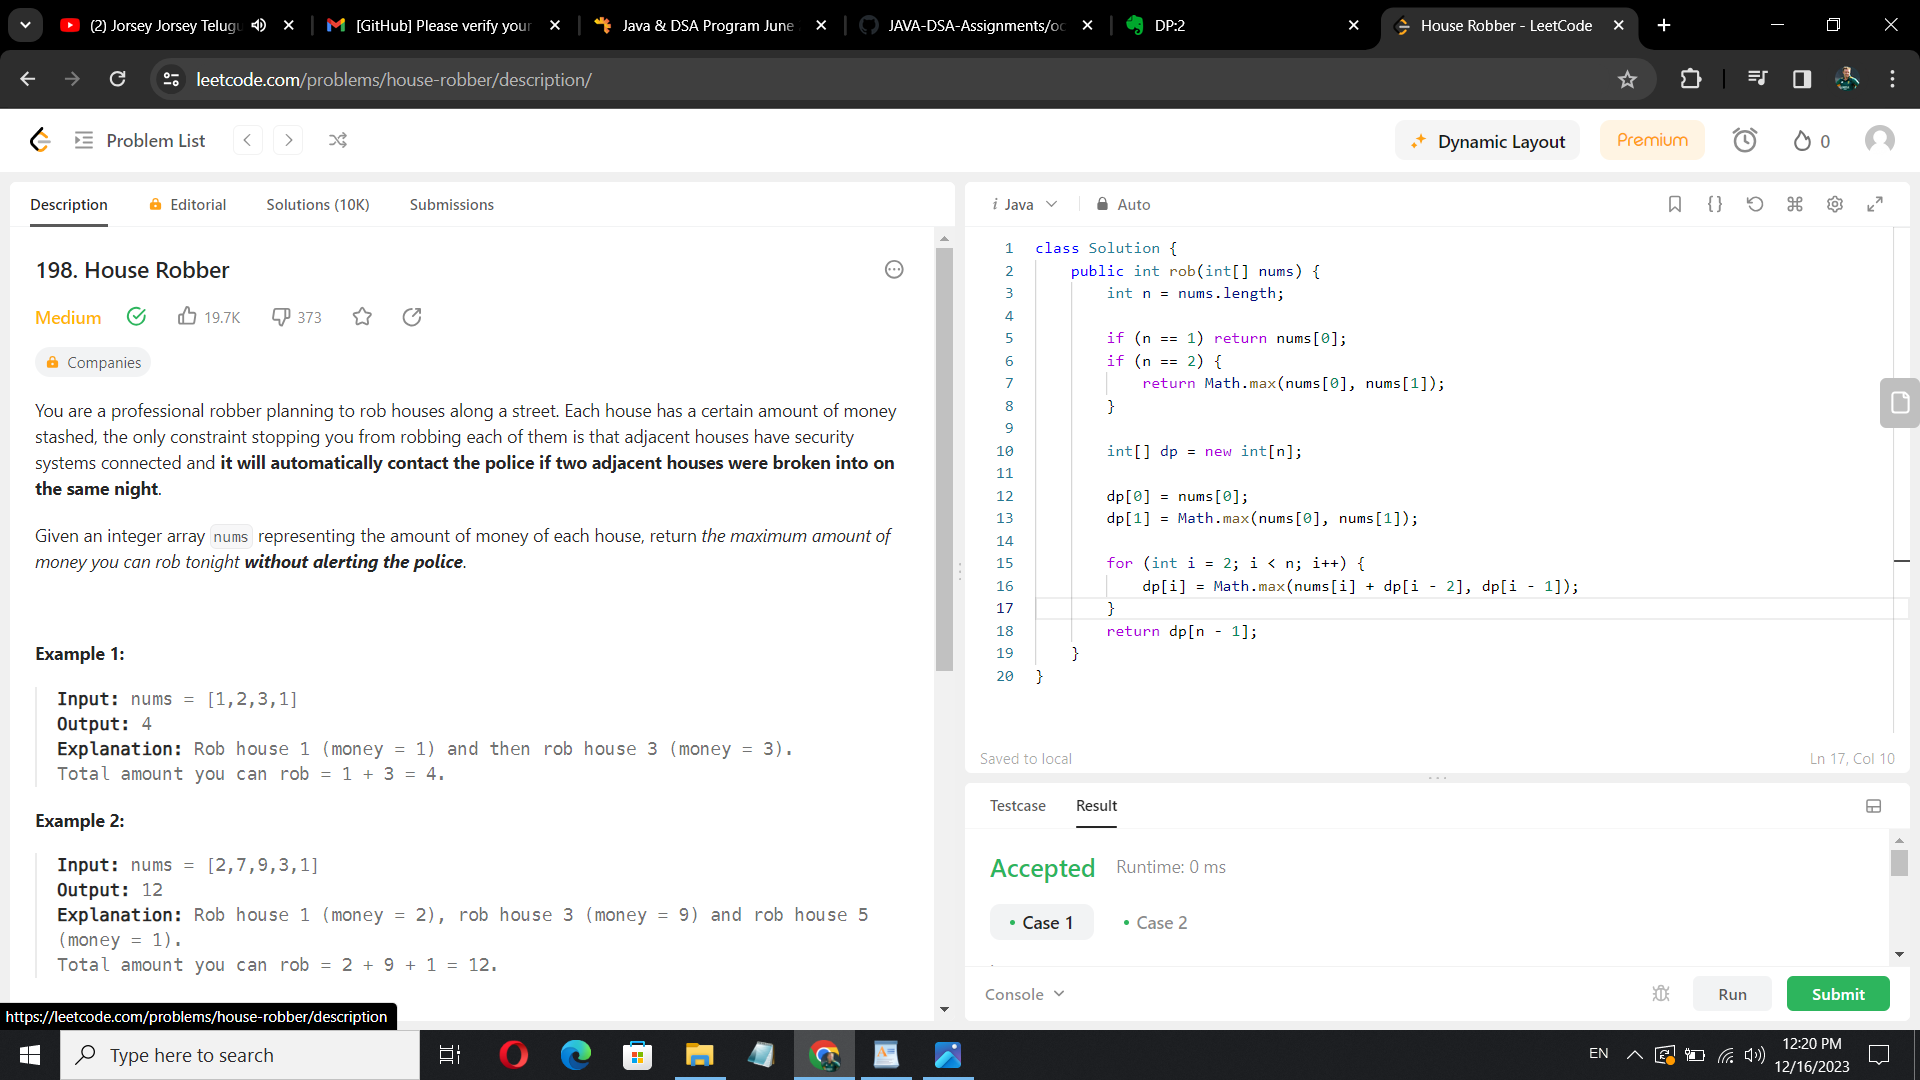 (2) Jorsey Jorsey Telugu
[GitHub] Please verify your
Java & DSA Program June
JAVA-DSA-Assignments/oc
DP:2
House Robber - LeetCode
leetcode.com/problems/house-robber/description/
Problem List
Dynamic Layout
Premium
0
Description
Editorial
Solutions (10K)
Submissions
198. House Robber
Medium
19.7K
373
Companies
You are a professional robber planning to rob houses along a street. Each house has a certain amount of money
stashed, the only constraint stopping you from robbing each of them is that adjacent houses have security
systems connected and it will automatically contact the police if two adjacent houses were broken into on
the same night.
Given an integer array nums representing the amount of money of each house, return the maximum amount of
money you can rob tonight without alerting the police.
Example 1:
Input: nums = [1,2,3,1]
Output: 4
Explanation: Rob house 1 (money = 1) and then rob house 3 (money = 3).
Total amount you can rob = 1 + 3 = 4.
Example 2:
Input: nums = [2,7,9,3,1]
Output: 12
Explanation: Rob house 1 (money = 2), rob house 3 (money = 9) and rob house 5
(money = 1).
Total amount you can rob = 2 + 9 + 1 = 12.
https://leetcode.com/problems/house-robber/description
i Java
Auto
1 class Solution {
2 public int rob(int[] nums) {
3 int n = nums.length;
4
5 if (n == 1) return nums[0];
6 if (n == 2) {
7 return Math.max(nums[0], nums[1]);
8 }
9
10 int[] dp = new int[n];
11
12 dp[0] = nums[0];
13 dp[1] = Math.max(nums[0], nums[1]);
14
15 for (int i = 2; i < n; i++) {
16 dp[i] = Math.max(nums[i] + dp[i - 2], dp[i - 1]);
17 }
18 return dp[n - 1];
19 }
20 }
Saved to local
Ln 17, Col 10
Testcase
Result
Accepted
Runtime: 0 ms
• Case 1
• Case 2
Console
Run
Submit
Type here to search
EN
12:20 PM
12/16/2023